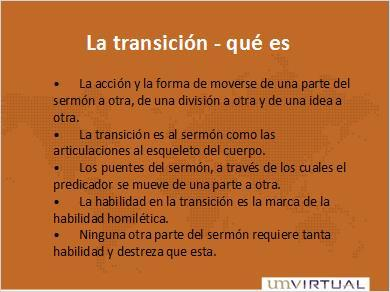 La transición - qué es
• La acción y la forma de moverse de una parte del
sermón a otra, de una división a otra y de una idea a
otra.
• La transición es al sermón como las
articulaciones al esqueleto del cuerpo.
• Los puentes del sermón, a través de los cuales el
predicador se mueve de una parte a otra.
• La habilidad en la transición es la marca de la
habilidad homilética.
• Ninguna otra parte del sermón requiere tanta
habilidad y destreza que esta.
umVIRTUAL